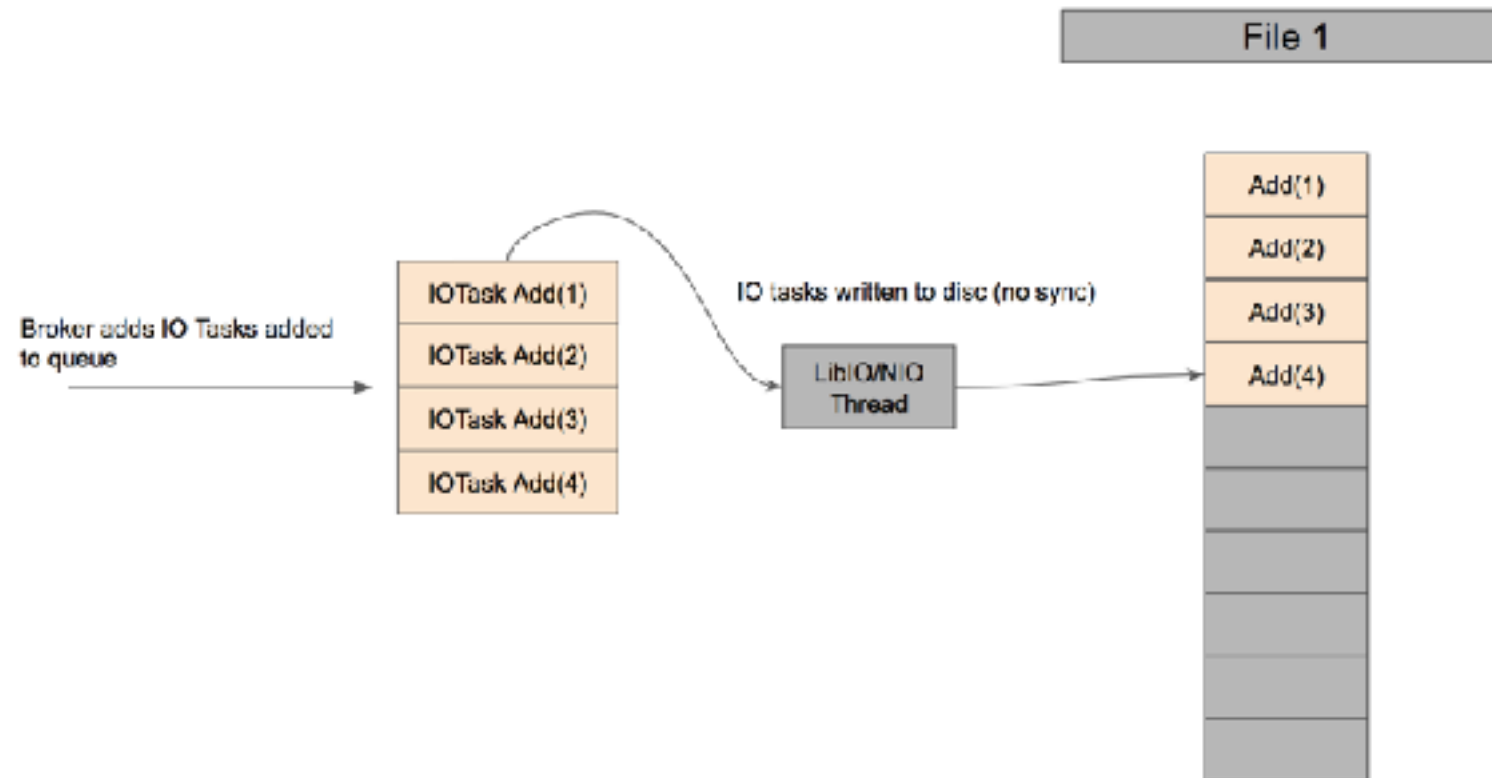 File 1
Broker adds IO Tasks added
to queue
IOTask Add(1)
IOTask Add(2)
IOTask Add(3)
IOTask Add(4)
IO tasks written to disc (no sync)
LibIO/NIO
Thread
Add(1)
Add(2)
Add(3)
Add(4)